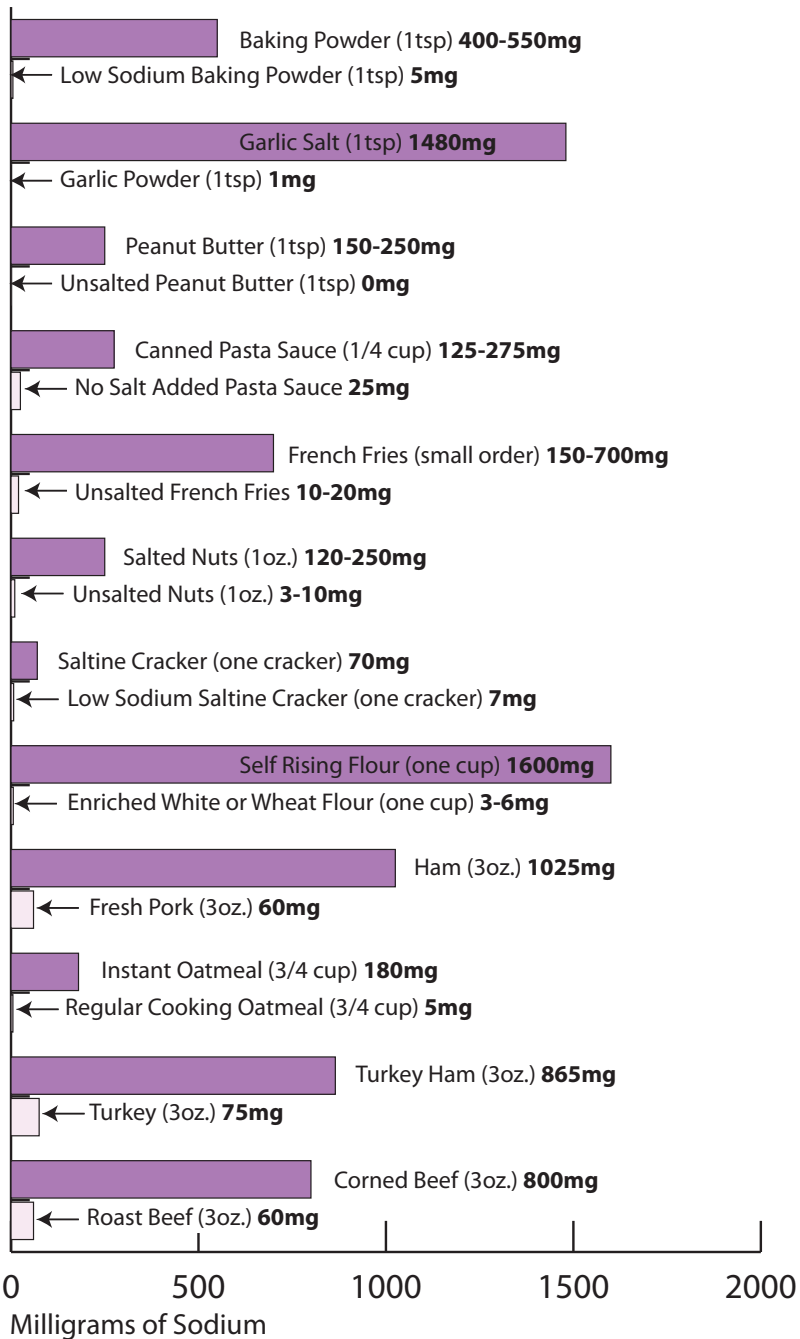 Baking Powder (1tsp) 400-550mg
Low Sodium Baking Powder (1tsp) 5mg
Garlic Salt (1tsp) 1480mg
Garlic Powder (1tsp) 1mg
Peanut Butter (1tsp) 150-250mg
Unsalted Peanut Butter (1tsp) 0mg
Canned Pasta Sauce (1/4 cup) 125-275mg
No Salt Added Pasta Sauce 25mg
French Fries (small order) 150-700mg
Unsalted French Fries 10-20mg
Salted Nuts (1oz.) 120-250mg
Unsalted Nuts (1oz.) 3-10mg
Saltine Cracker (one cracker) 70mg
Low Sodium Saltine Cracker (one cracker) 7mg
Self Rising Flour (one cup) 1600mg
Enriched White or Wheat Flour (one cup) 3-6mg
Ham (3oz.) 1025mg
Fresh Pork (3oz.) 60mg
Instant Oatmeal (3/4 cup) 180mg
Regular Cooking Oatmeal (3/4 cup) 5mg
Turkey Ham (3oz.) 865mg
Turkey (3oz.) 75mg
Corned Beef (3oz.) 800mg
Roast Beef (3oz.) 60mg
0 500 1000 1500 2000
Milligrams of Sodium